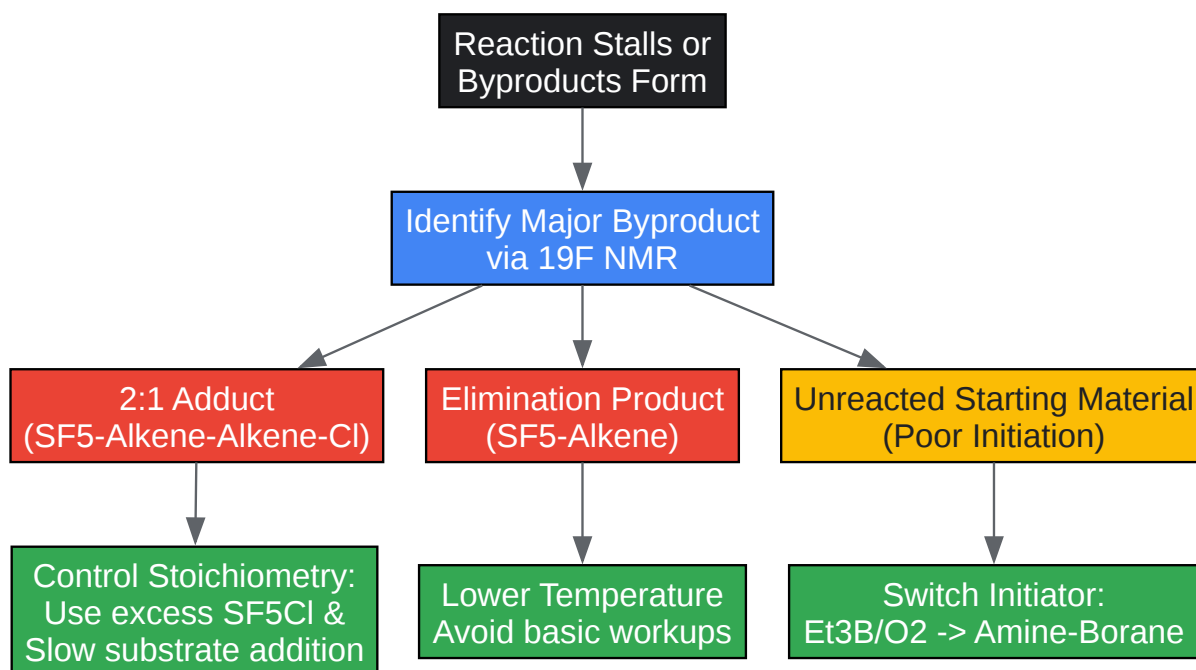 Reaction Stalls or
Byproducts Form
Identify Major Byproduct
via 19F NMR
2:1 Adduct
(SF5-Alkene-Alkene-Cl)
Elimination Product
(SF5-Alkene)
Unreacted Starting Material
(Poor Initiation)
Control Stoichiometry:
Use excess SF5Cl &
Slow substrate addition
Lower Temperature
Avoid basic workups
Switch Initiator:
Et3B/O2 -> Amine-Borane